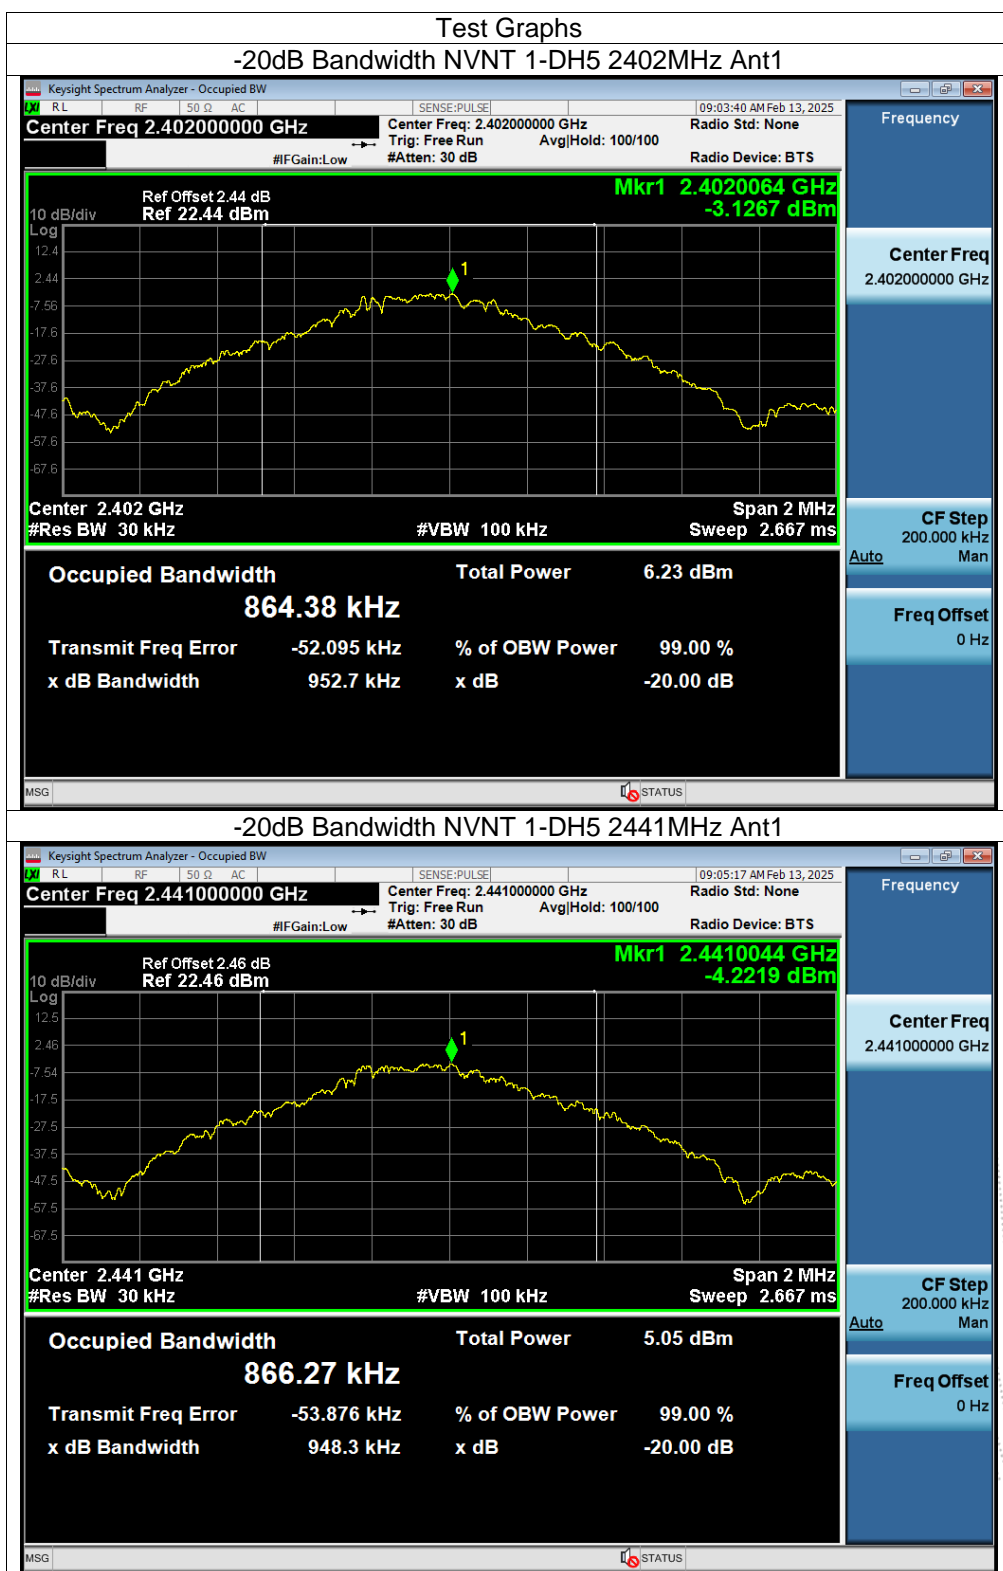 Test Graphs
-20dB Bandwidth NVNT 1-DH5 2402MHz Ant1
Keysight Spectrum Analyzer - Occupied BW
LXI RL RF 50 Ω AC SENSE:PULSE 09:03:40 AM Feb 13, 2025
Center Freq 2.402000000 GHz Center Freq: 2.402000000 GHz Radio Std: None
Trig: Free Run Avg|Hold: 100/100
#IFGain:Low #Atten: 30 dB Radio Device: BTS
Frequency
Mkr1 2.4020064 GHz
-3.1267 dBm
Ref Offset 2.44 dB
10 dB/div Ref 22.44 dBm
Log
12.4
2.44
-7.56
-17.6
-27.6
-37.6
-47.6
-57.6
-67.6
1
Center Freq
2.402000000 GHz
Center 2.402 GHz Span 2 MHz
#Res BW 30 kHz #VBW 100 kHz Sweep 2.667 ms
CF Step
200.000 kHz
Auto Man
Occupied Bandwidth Total Power 6.23 dBm
864.38 kHz
Transmit Freq Error -52.095 kHz % of OBW Power 99.00 %
x dB Bandwidth 952.7 kHz x dB -20.00 dB
Freq Offset
0 Hz
MSG STATUS
-20dB Bandwidth NVNT 1-DH5 2441MHz Ant1
Keysight Spectrum Analyzer - Occupied BW
LXI RL RF 50 Ω AC SENSE:PULSE 09:05:17 AM Feb 13, 2025
Center Freq 2.441000000 GHz Center Freq: 2.441000000 GHz Radio Std: None
Trig: Free Run Avg|Hold: 100/100
#IFGain:Low #Atten: 30 dB Radio Device: BTS
Frequency
Mkr1 2.4410044 GHz
-4.2219 dBm
Ref Offset 2.46 dB
10 dB/div Ref 22.46 dBm
Log
12.5
2.46
-7.54
-17.5
-27.5
-37.5
-47.5
-57.5
-67.5
1
Center Freq
2.441000000 GHz
Center 2.441 GHz Span 2 MHz
#Res BW 30 kHz #VBW 100 kHz Sweep 2.667 ms
CF Step
200.000 kHz
Auto Man
Occupied Bandwidth Total Power 5.05 dBm
866.27 kHz
Transmit Freq Error -53.876 kHz % of OBW Power 99.00 %
x dB Bandwidth 948.3 kHz x dB -20.00 dB
Freq Offset
0 Hz
MSG STATUS